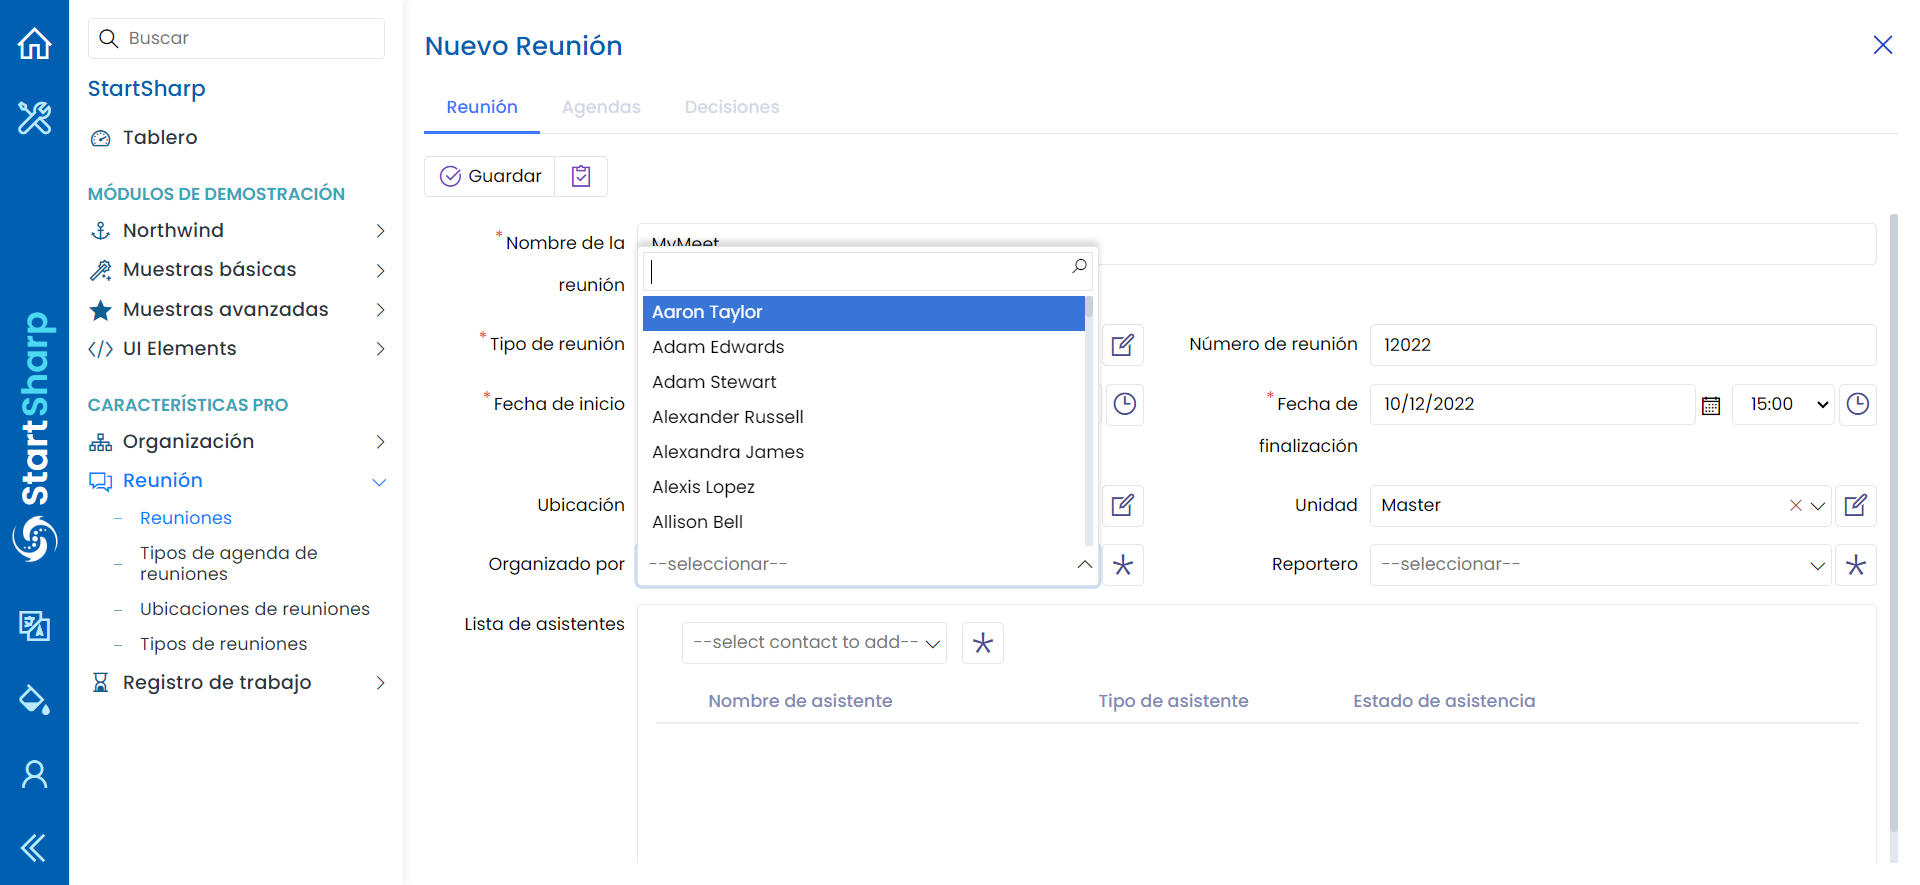 Buscar
StartSharp
Tablero
MÓDULOS DE DEMOSTRACIÓN
Northwind
Muestras básicas
Muestras avanzadas
UI Elements
CARACTERÍSTICAS PRO
Organización
Reunión
Reuniones
Tipos de agenda de
reuniones
Ubicaciones de reuniones
Tipos de reuniones
Registro de trabajo
StartSharp
Nuevo Reunión
Reunión Agendas Decisiones
Guardar
*Nombre de la
reunión
MyMeet
Aaron Taylor
Adam Edwards
Adam Stewart
Alexander Russell
Alexandra James
Alexis Lopez
Allison Bell
*Tipo de reunión
Número de reunión 12022
*Fecha de inicio
*Fecha de
finalización
10/12/2022 15:00
Ubicación
Unidad Master
Organizado por --seleccionar--
Reportero --seleccionar--
Lista de asistentes
--select contact to add--
Nombre de asistente Tipo de asistente Estado de asistencia